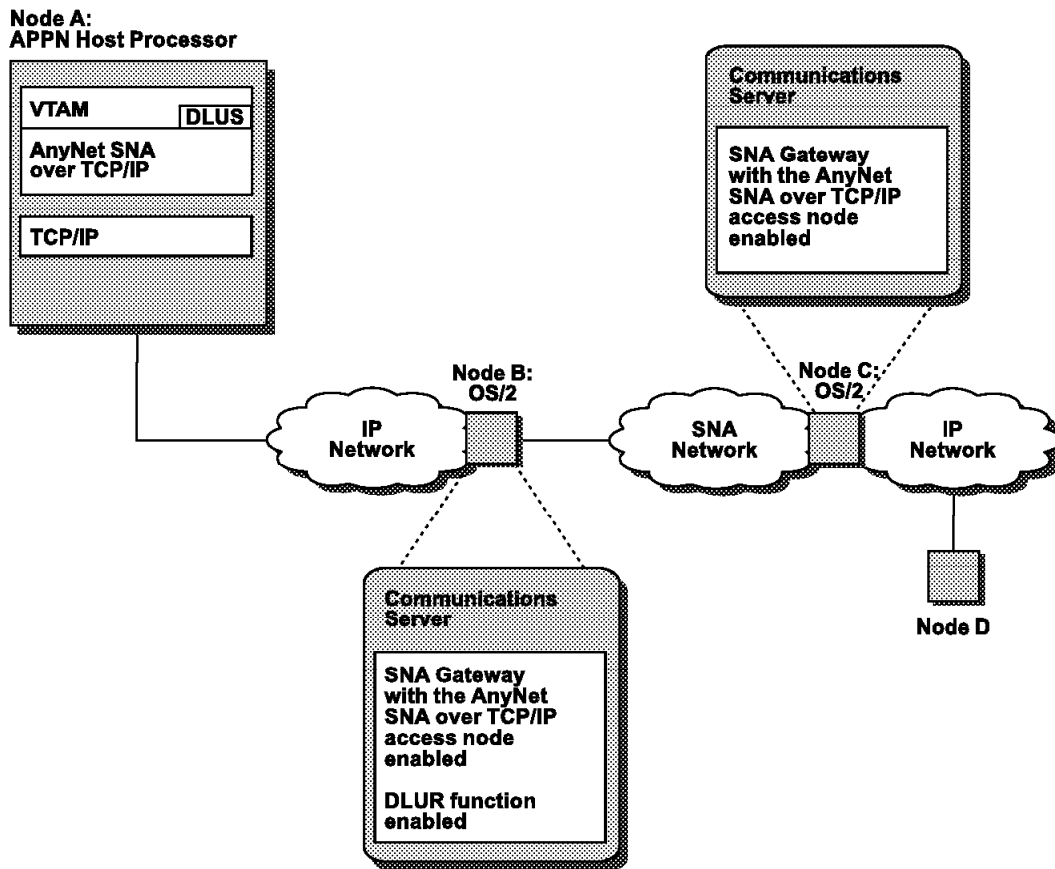 Node A:
APPN Host Processor
VTAM
DLUS
AnyNet SNA
over TCP/IP
TCP/IP
Communications
Server
SNA Gateway
with the AnyNet
SNA over TCP/IP
access node
enabled
Node B:
OS/2
Node C:
OS/2
IP
Network
SNA
Network
IP
Network
Node D
Communications
Server
SNA Gateway
with the AnyNet
SNA over TCP/IP
access node
enabled
DLUR function
enabled